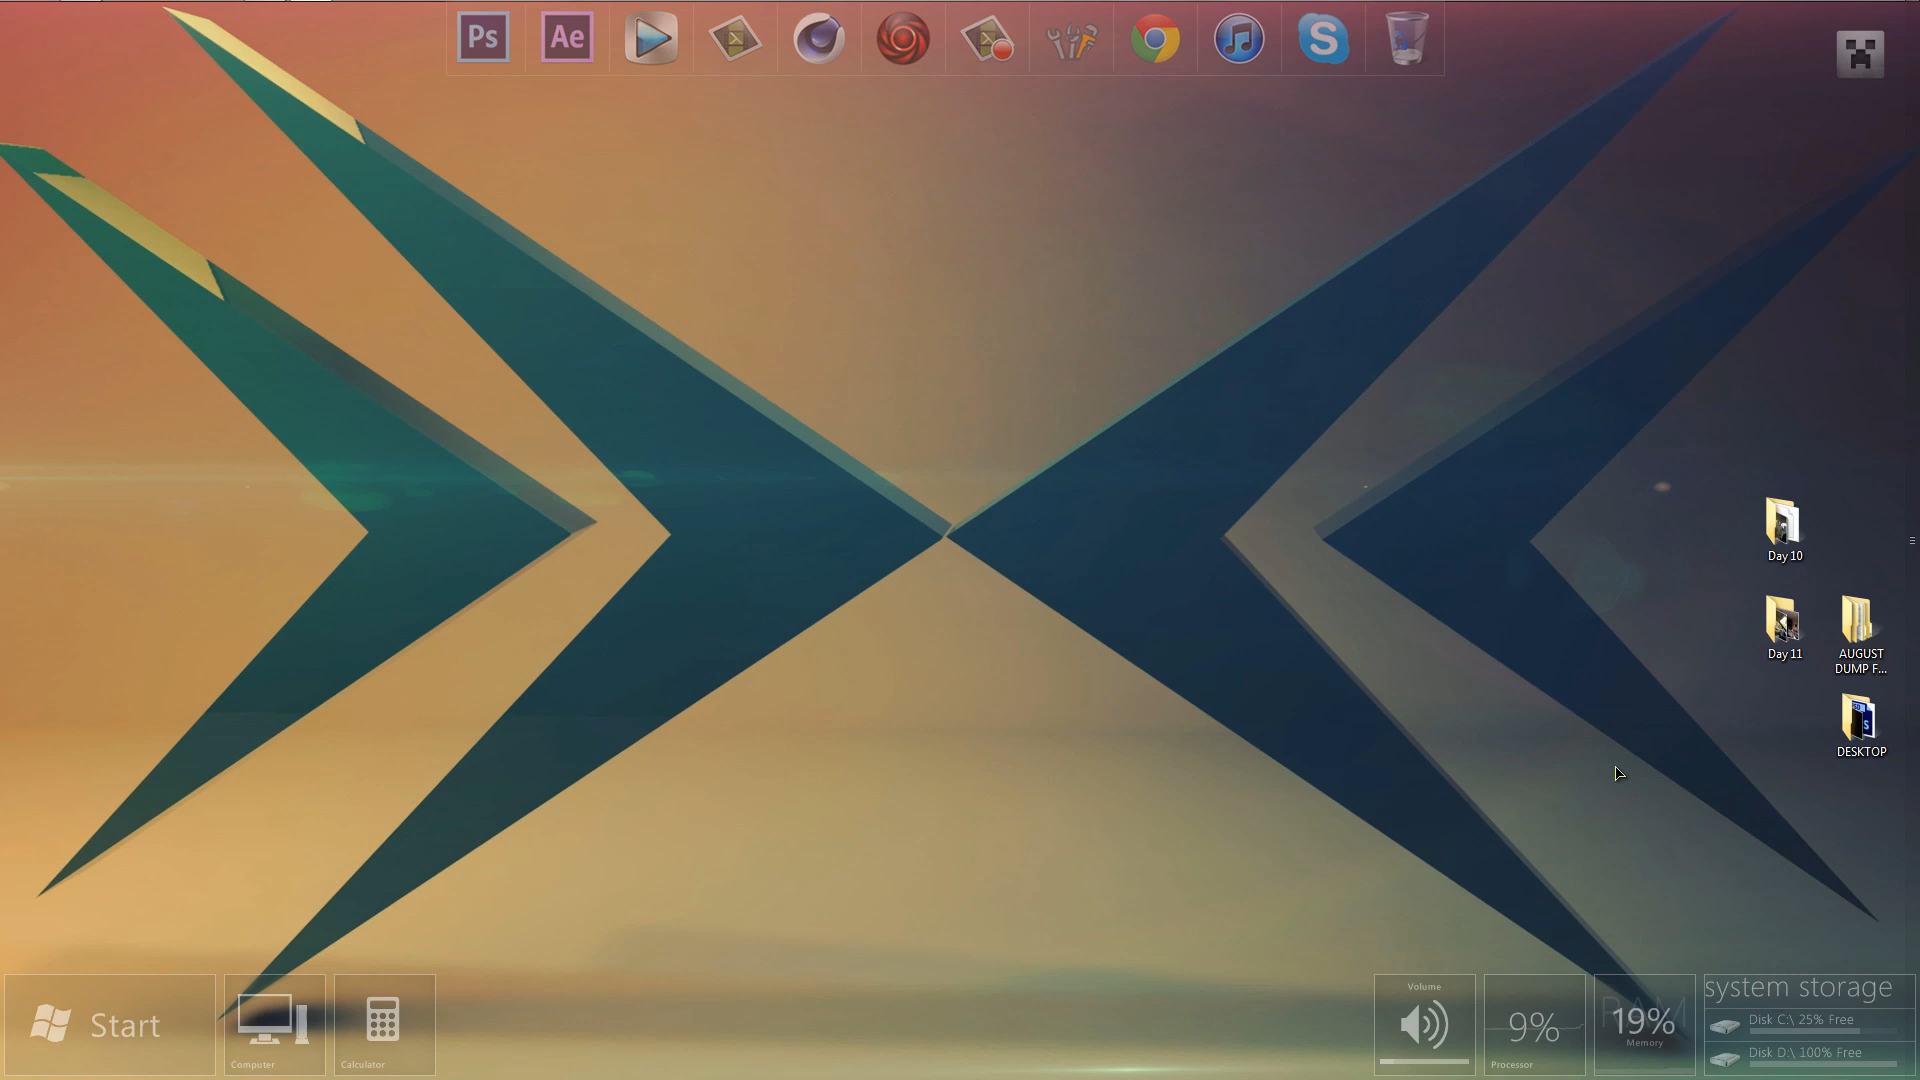 Ps
Ae
S
Day 10
Day 11
AUGUST
DUMP F...
DESKTOP
Start
Computer
Calculator
Volume
9%
Processor
RAM
19%
Memory
system storage
Disk C:\ 25% Free
Disk D:\ 100% Free